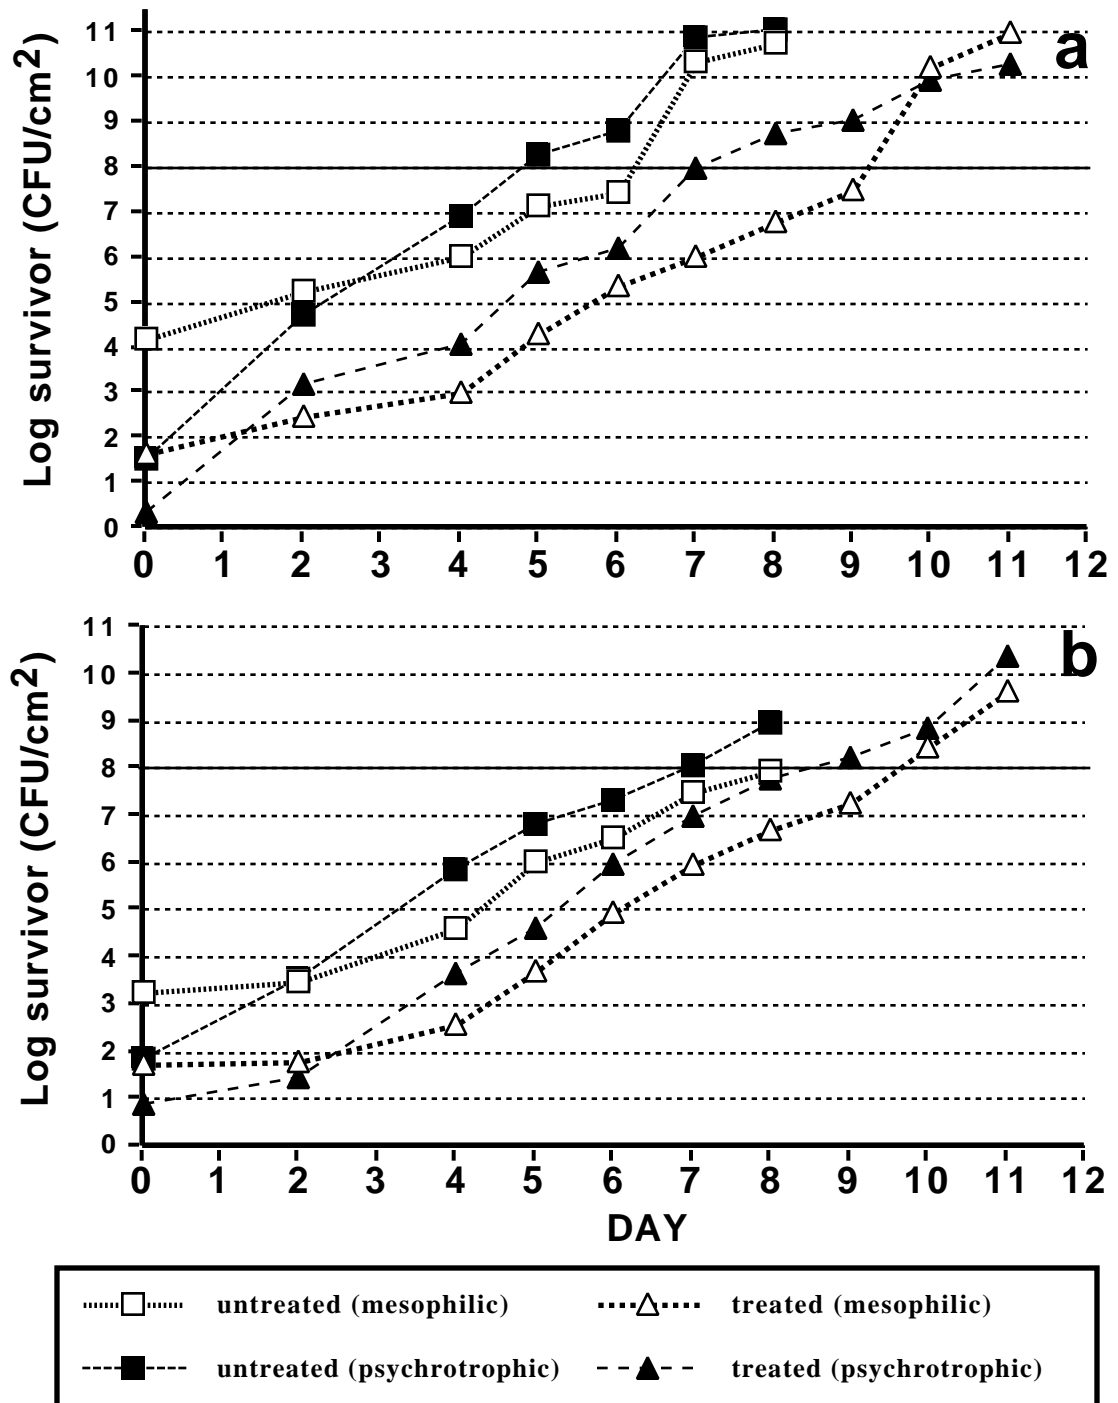 a
Log survivor (CFU/cm2)
11
10
9
8
7
6
5
4
3
2
1
0
0 1 2 3 4 5 6 7 8 9 10 11 12
b
Log survivor (CFU/cm2)
11
10
9
8
7
6
5
4
3
2
1
0
0 1 2 3 4 5 6 7 8 9 10 11 12
DAY
untreated (mesophilic) treated (mesophilic)
untreated (psychrotrophic) treated (psychrotrophic)